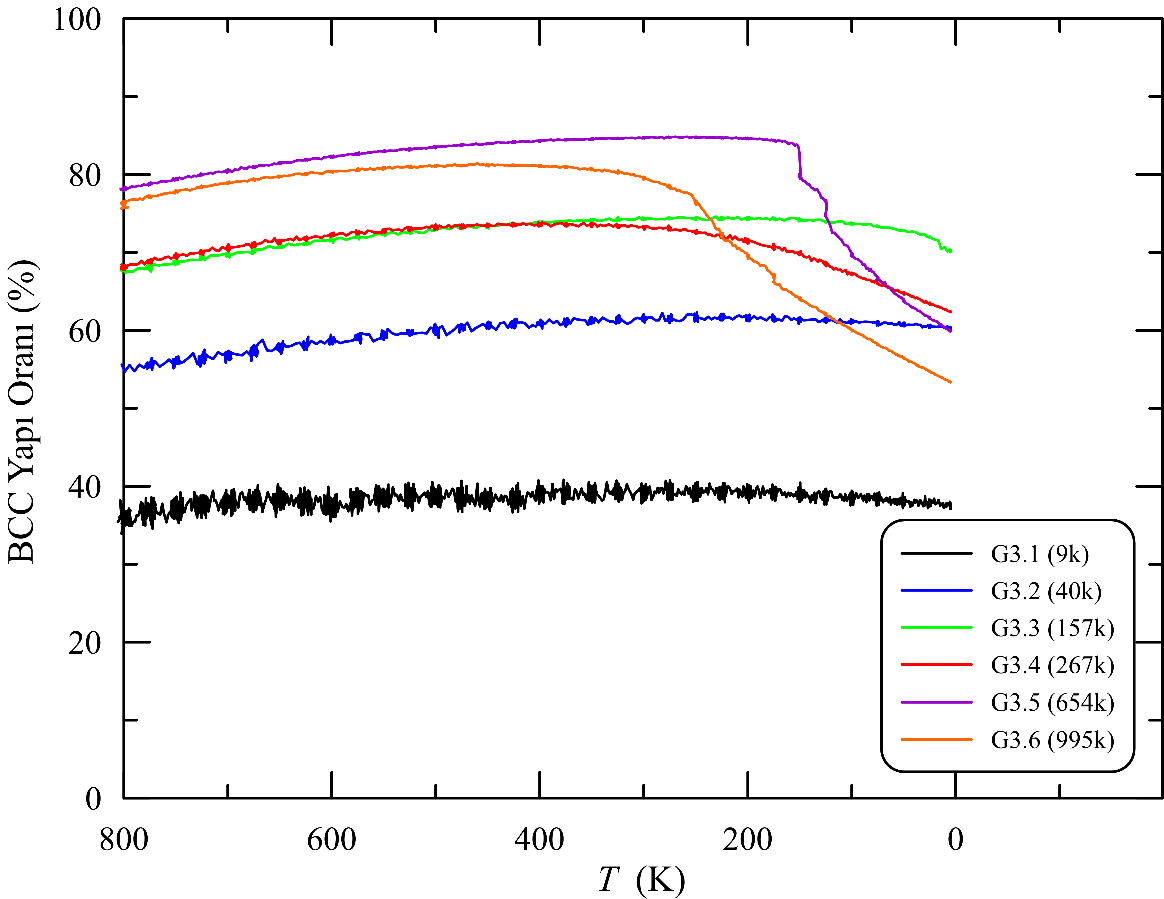 100
80
60
40
20
0
BCC Yapı Oranı (%)
800 600 400 200 0
T (K)
G3.1 (9k)
G3.2 (40k)
G3.3 (157k)
G3.4 (267k)
G3.5 (654k)
G3.6 (995k)